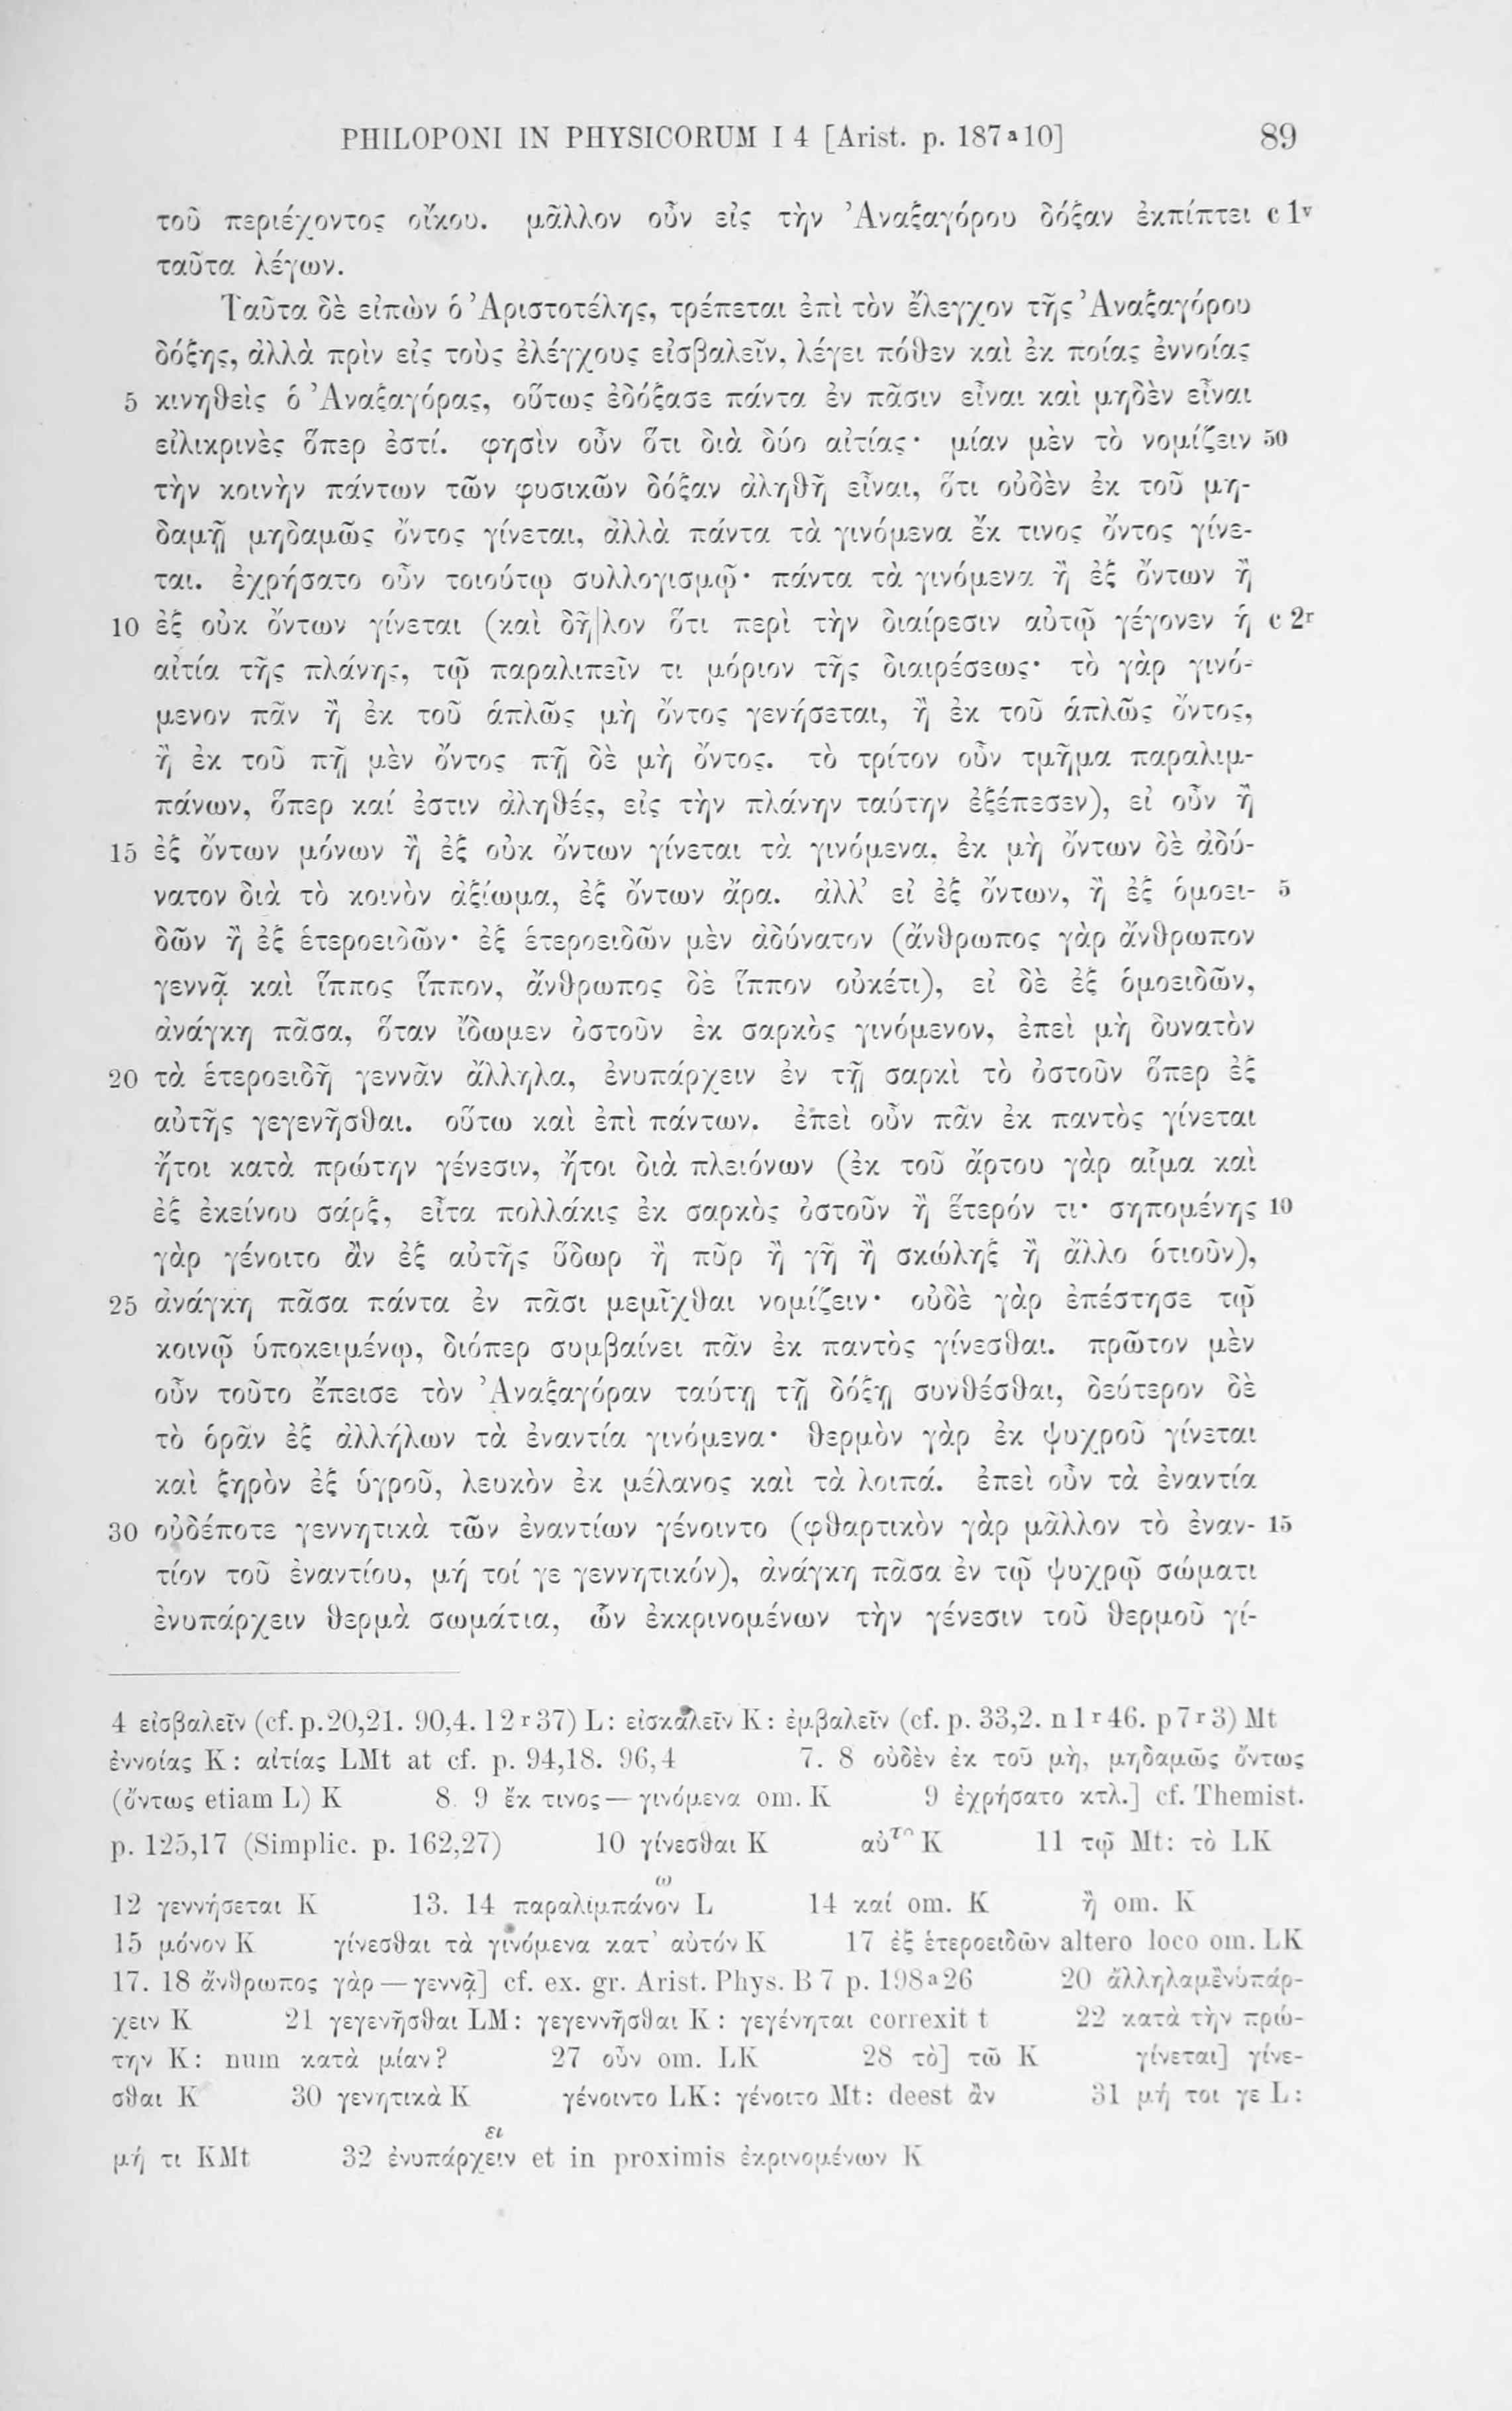 PHILOPONI IN PHYSICORUM I 4 [Arist. p. 187a10] 89
τοῦ περιέχοντος οἴκου. μᾶλλον οὖν εἰς τὴν Ἀναξαγόρου δόξαν ἐκπίπτει c 1v
ταῦτα λέγων.
Ταῦτα δὲ εἰπὼν ὁ Ἀριστοτέλης, τρέπεται ἐπὶ τὸν ἔλεγχον τῆς Ἀναξαγόρου
δόξης, ἀλλὰ πρὶν εἰς τοὺς ἐλέγχους εἰσβαλεῖν, λέγει πόθεν καὶ ἐκ ποίας ἐννοίας
5 κινηθεὶς ὁ Ἀναξαγόρας, οὕτως ἐδόξασε πάντα ἐν πᾶσιν εἶναι καὶ μηδὲν εἶναι
εἰλικρινὲς ὅπερ ἐστί. φησὶν οὖν ὅτι διὰ δύο αἰτίας· μίαν μὲν τὸ νομίζειν 50
τὴν κοινὴν πάντων τῶν φυσικῶν δόξαν ἀληθῆ εἶναι, ὅτι οὐδὲν ἐκ τοῦ μη-
δαμῇ μηδαμῶς ὄντος γίνεται, ἀλλὰ πάντα τὰ γινόμενα ἔκ τινος ὄντος γίνε-
ται. ἐχρήσατο οὖν τοιούτῳ συλλογισμῷ· πάντα τὰ γινόμενα ἢ ἐξ ὄντων ἢ
10 ἐξ οὐκ ὄντων γίνεται (καὶ δῆ|λον ὅτι περὶ τὴν διαίρεσιν αὐτῷ γέγονεν ἡ c 2r
αἰτία τῆς πλάνης, τῷ παραλιπεῖν τι μόριον τῆς διαιρέσεως· τὸ γὰρ γινό-
μενον πᾶν ἢ ἐκ τοῦ ἁπλῶς μὴ ὄντος γενήσεται, ἢ ἐκ τοῦ ἁπλῶς ὄντος,
ἢ ἐκ τοῦ πῇ μὲν ὄντος πῇ δὲ μὴ ὄντος. τὸ τρίτον οὖν τμῆμα παραλιμ-
πάνων, ὅπερ καί ἐστιν ἀληθές, εἰς τὴν πλάνην ταύτην ἐξέπεσεν), εἰ οὖν ἢ
15 ἐξ ὄντων μόνων ἢ ἐξ οὐκ ὄντων γίνεται τὰ γινόμενα, ἐκ μὴ ὄντων δὲ ἀδύ-
νατον διὰ τὸ κοινὸν ἀξίωμα, ἐξ ὄντων ἄρα. ἀλλ’ εἰ ἐξ ὄντων, ἢ ἐξ ὁμοει- 5
δῶν ἢ ἐξ ἑτεροειδῶν· ἐξ ἑτεροειδῶν μὲν ἀδύνατον (ἄνθρωπος γὰρ ἄνθρωπον
γεννᾷ καὶ ἵππος ἵππον, ἄνθρωπος δὲ ἵππον οὐκέτι), εἰ δὲ ἐξ ὁμοειδῶν,
ἀνάγκη πᾶσα, ὅταν ἴδωμεν ὀστοῦν ἐκ σαρκὸς γινόμενον, ἐπεὶ μὴ δυνατὸν
20 τὰ ἑτεροειδῆ γεννᾶν ἄλληλα, ἐνυπάρχειν ἐν τῇ σαρκὶ τὸ ὀστοῦν ὅπερ ἐξ
αὐτῆς γεγενῆσθαι. οὕτω καὶ ἐπὶ πάντων. ἐπεὶ οὖν πᾶν ἐκ παντὸς γίνεται
ἤτοι κατὰ πρώτην γένεσιν, ἤτοι διὰ πλειόνων (ἐκ τοῦ ἄρτου γὰρ αἷμα καὶ
ἐξ ἐκείνου σάρξ, εἶτα πολλάκις ἐκ σαρκὸς ὀστοῦν ἢ ἕτερόν τι· σηπομένης 10
γὰρ γένοιτο ἂν ἐξ αὐτῆς ὕδωρ ἢ πῦρ ἢ γῆ ἢ σκώληξ ἢ ἄλλο ὁτιοῦν),
25 ἀνάγκη πᾶσα πάντα ἐν πᾶσι μεμῖχθαι νομίζειν· οὐδὲ γὰρ ἐπέστησε τῷ
κοινῷ ὑποκειμένῳ, διόπερ συμβαίνει πᾶν ἐκ παντὸς γίνεσθαι. πρῶτον μὲν
οὖν τοῦτο ἔπεισε τὸν Ἀναξαγόραν ταύτῃ τῇ δόξῃ συνθέσθαι, δεύτερον δὲ
τὸ ὁρᾶν ἐξ ἀλλήλων τὰ ἐναντία γινόμενα· θερμὸν γὰρ ἐκ ψυχροῦ γίνεται
καὶ ξηρὸν ἐξ ὑγροῦ, λευκὸν ἐκ μέλανος καὶ τὰ λοιπά. ἐπεὶ οὖν τὰ ἐναντία
30 οὐδέποτε γεννητικὰ τῶν ἐναντίων γένοιντο (φθαρτικὸν γὰρ μᾶλλον τὸ ἐναν- 15
τίον τοῦ ἐναντίου, μή τοί γε γεννητικόν), ἀνάγκη πᾶσα ἐν τῷ ψυχρῷ σώματι
ἐνυπάρχειν θερμὰ σωμάτια, ὧν ἐκκρινομένων τὴν γένεσιν τοῦ θερμοῦ γί-
4 εἰσβαλεῖν (cf. p. 20,21. 90,4. l 2r 37) L: εἰσκαλεῖν K: ἐμβαλεῖν (cf. p. 33,2. n 1r 46. p 7r 3) Mt
ἐννοίας K: αἰτίας LMt at cf. p. 94,18. 96,4 7. 8 οὐδὲν ἐκ τοῦ μὴ, μηδαμῶς ὄντως
(ὄντως etiam L) K 8. 9 ἔκ τινος — γινόμενα om. K 9 ἐχρήσατο κτλ.] cf. Themist.
p. 125,17 (Simplic. p. 162,27) 10 γίνεσθαι K αὐτο K 11 τῷ Mt: τὸ LK
12 γεννήσεται K 13. 14 παραλιμπάνον L 14 καί om. K ἢ om. K
15 μόνον K γίνεσθαι τὰ γινόμενα κατ’ αὐτόν K 17 ἐξ ἑτεροειδῶν altero loco om. LK
17. 18 ἄνθρωπος γὰρ — γεννᾷ] cf. ex. gr. Arist. Phys. B 7 p. 198a26 20 ἄλληλαμὲνὑπάρ-
χειν K 21 γεγενῆσθαι LM: γεγεννῆσθαι K: γεγένηται correxit t 22 κατὰ τὴν πρώ-
την K: num κατὰ μίαν? 27 οὖν om. LK 28 τὸ] τῶ K γίνεται] γίνε-
σθαι K 30 γενητικὰ K γένοιντο LK: γένοιτο Mt: deest ἂν 31 μή τοι γε L:
μή τι KMt 32 ἐνυπάρχειν et in proximis ἐκρινομένων K